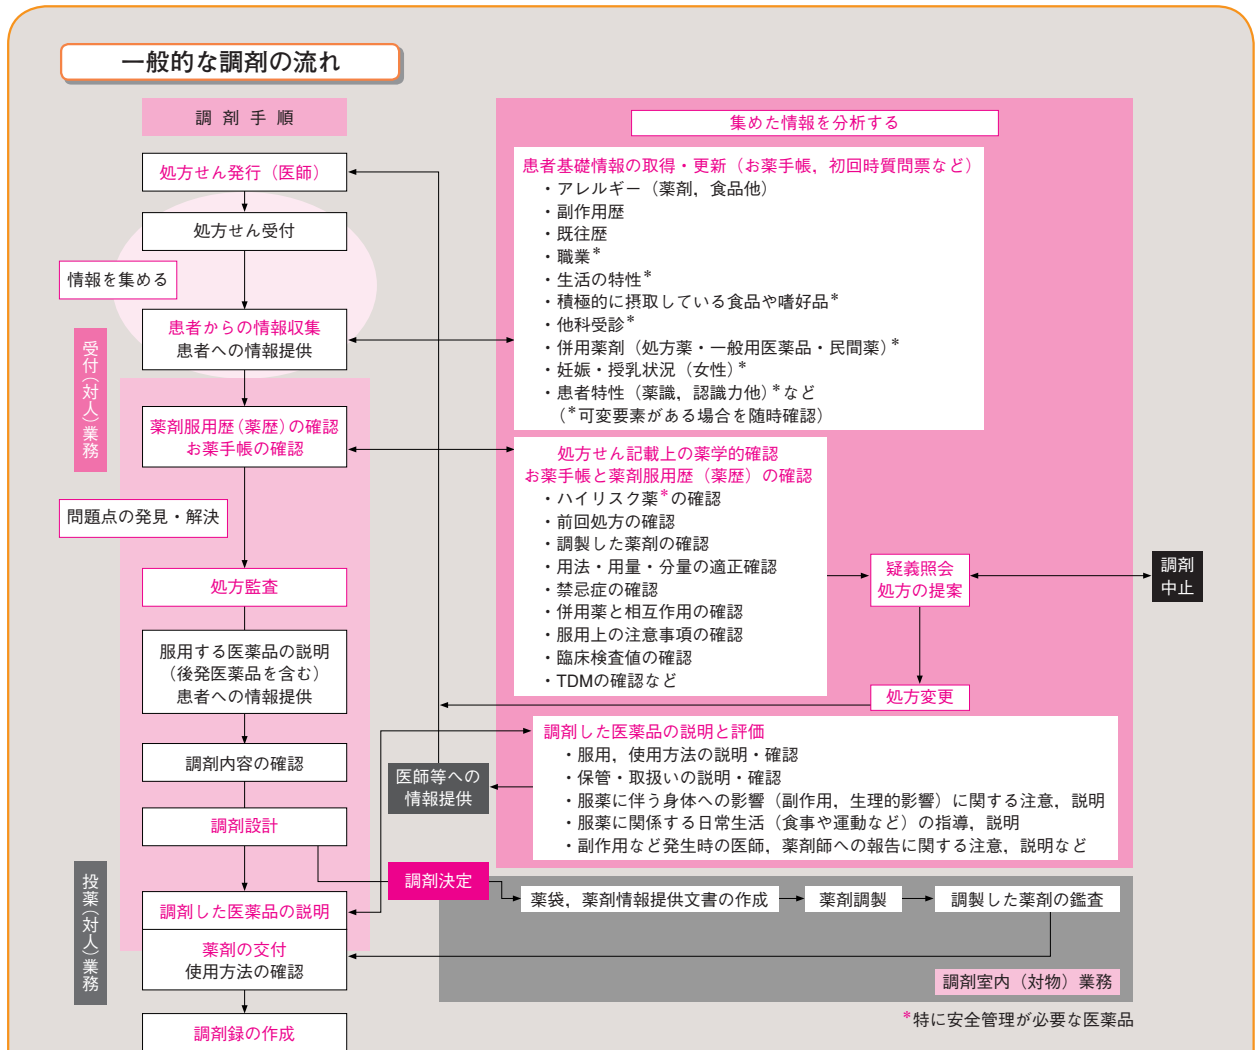 一般的な調剤の流れ
調剤手順
処方せん発行（医師）
処方せん受付
情報を集める
患者からの情報収集
患者への情報提供
受付（対人）業務
薬剤服用歴（薬歴）の確認
お薬手帳の確認
問題点の発見・解決
処方監査
服用する医薬品の説明
（後発医薬品を含む）
患者への情報提供
調剤内容の確認
調剤設計
投薬（対人）業務
調剤した医薬品の説明
薬剤の交付
使用方法の確認
調剤録の作成
集めた情報を分析する
患者基礎情報の取得・更新（お薬手帳，初回時質問票など）
・アレルギー（薬剤，食品他）
・副作用歴
・既往歴
・職業*
・生活の特性*
・積極的に摂取している食品や嗜好品*
・他科受診*
・併用薬剤（処方薬・一般用医薬品・民間薬）*
・妊娠・授乳状況（女性）*
・患者特性（薬識，認識力他）*など
（*可変要素がある場合を随時確認）
処方せん記載上の薬学的確認
お薬手帳と薬剤服用歴（薬歴）の確認
・ハイリスク薬*の確認
・前回処方の確認
・調製した薬剤の確認
・用法・用量・分量の適正確認
・禁忌症の確認
・併用薬と相互作用の確認
・服用上の注意事項の確認
・臨床検査値の確認
・TDMの確認など
疑義照会
処方の提案
調剤
中止
処方変更
調剤した医薬品の説明と評価
・服用，使用方法の説明・確認
・保管・取扱いの説明・確認
・服薬に伴う身体への影響（副作用，生理的影響）に関する注意，説明
・服薬に関係する日常生活（食事や運動など）の指導，説明
・副作用など発生時の医師，薬剤師への報告に関する注意，説明など
医師等への
情報提供
調剤決定
薬袋，薬剤情報提供文書の作成
薬剤調製
調製した薬剤の鑑査
調剤室内（対物）業務
*特に安全管理が必要な医薬品